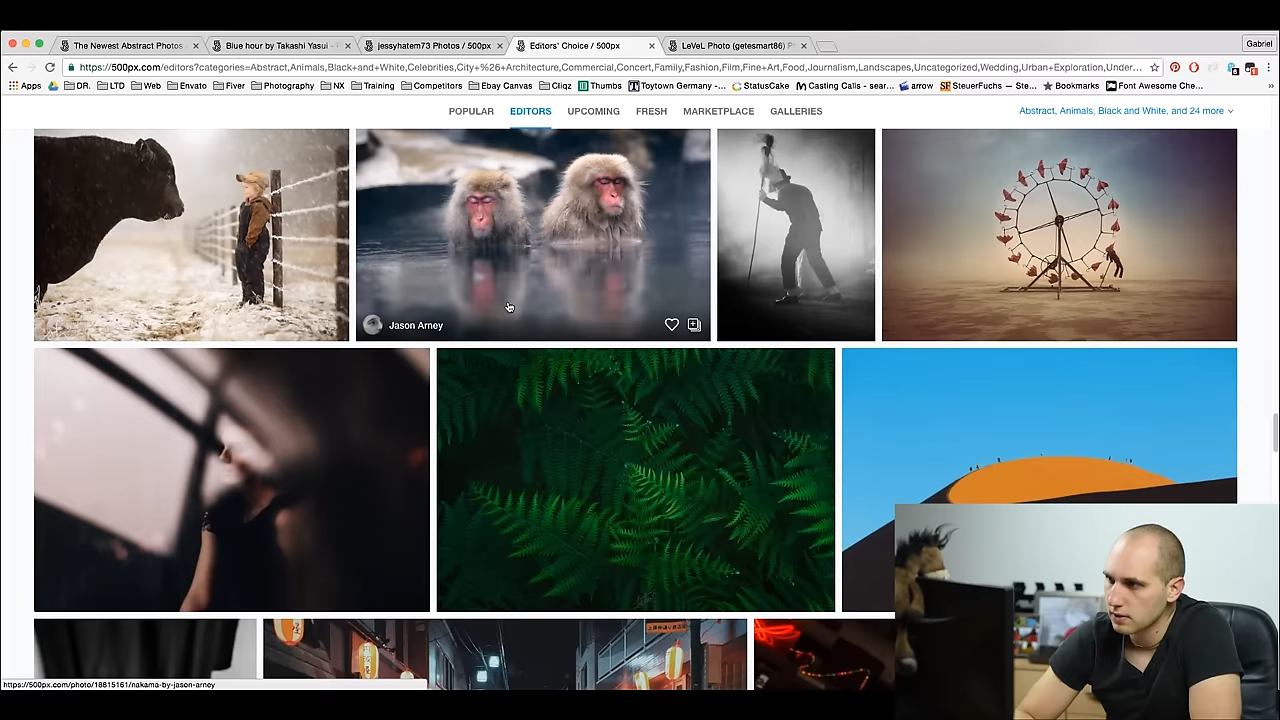 The Newest Abstract Photos
Blue hour by Takashi Yasui -
jessyhatem73 Photos / 500px
Editors' Choice / 500px
LeVeL Photo (getesmart86) P
Gabriel
https://500px.com/editors?categories=Abstract,Animals,Black+and+White,Celebrities,City+%26+Architecture,Commercial,Concert,Family,Fashion,Film,Fine+Art,Food,Journalism,Landscapes,Uncategorized,Wedding,Urban+Exploration,Under...
Apps DR. LTD Web Envato Fiver Photography NX Training Competitors Ebay Canvas Cliqz Thumbs Toytown Germany -... StatusCake Casting Calls - sear... arrow SF SteuerFuchs — Ste... Bookmarks Font Awesome Che... »
POPULAR EDITORS UPCOMING FRESH MARKETPLACE GALLERIES
Abstract, Animals, Black and White, and 24 more
Jason Arney
https://500px.com/photo/18815161/nakama-by-jason-arney